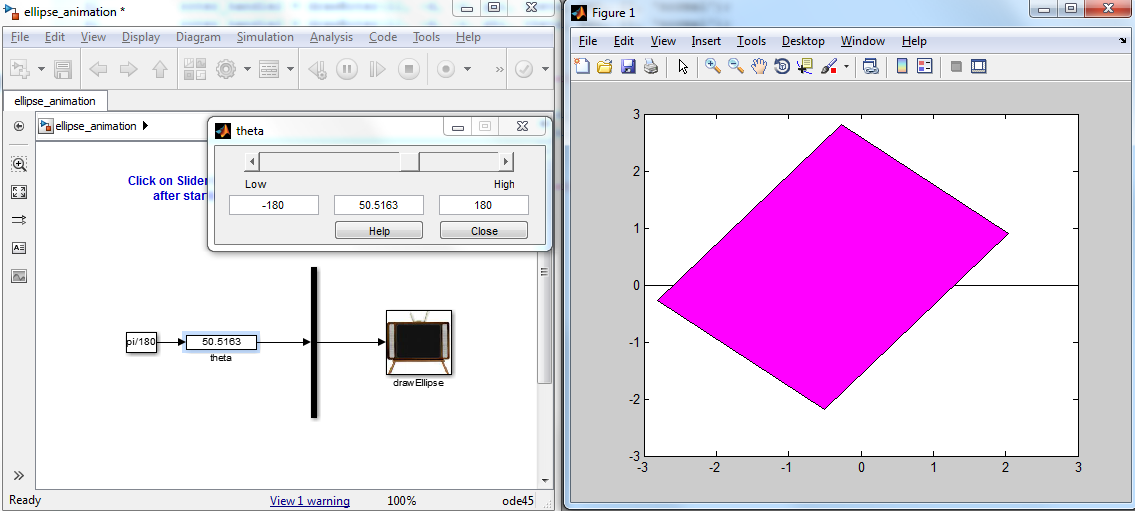 ellipse_animation *
File Edit View Display Diagram Simulation Analysis Code Tools Help
ellipse_animation
ellipse_animation
Click on Slider
after star
theta
Low High
-180 50.5163 180
Help Close
pi/180
50.5163
theta
drawEllipse
Ready View 1 warning 100% ode45
Figure 1
File Edit View Insert Tools Desktop Window Help
3
2
1
0
-1
-2
-3
-3 -2 -1 0 1 2 3